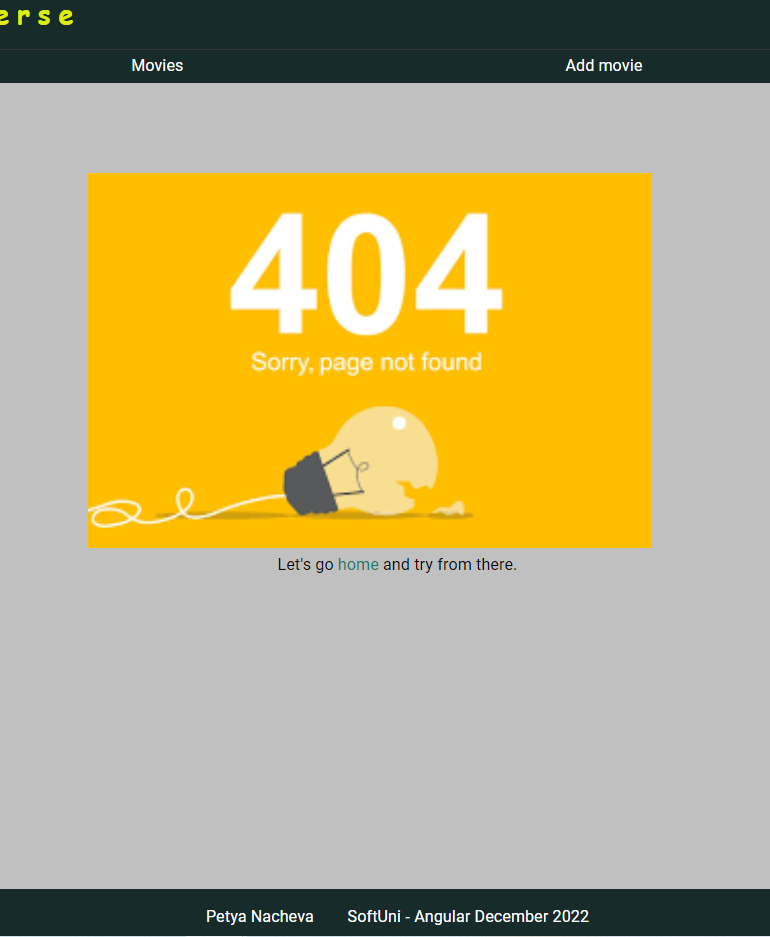 erse
Movies Add movie
404
Sorry, page not found
Let's go home and try from there.
Petya Nacheva SoftUni - Angular December 2022